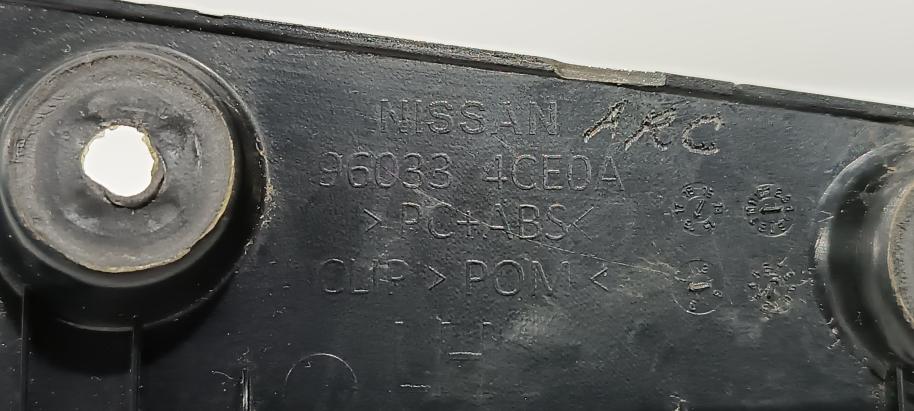 NISSAN ARC
96033 4CE0A
>PC+ABS<
CLIP >POM<